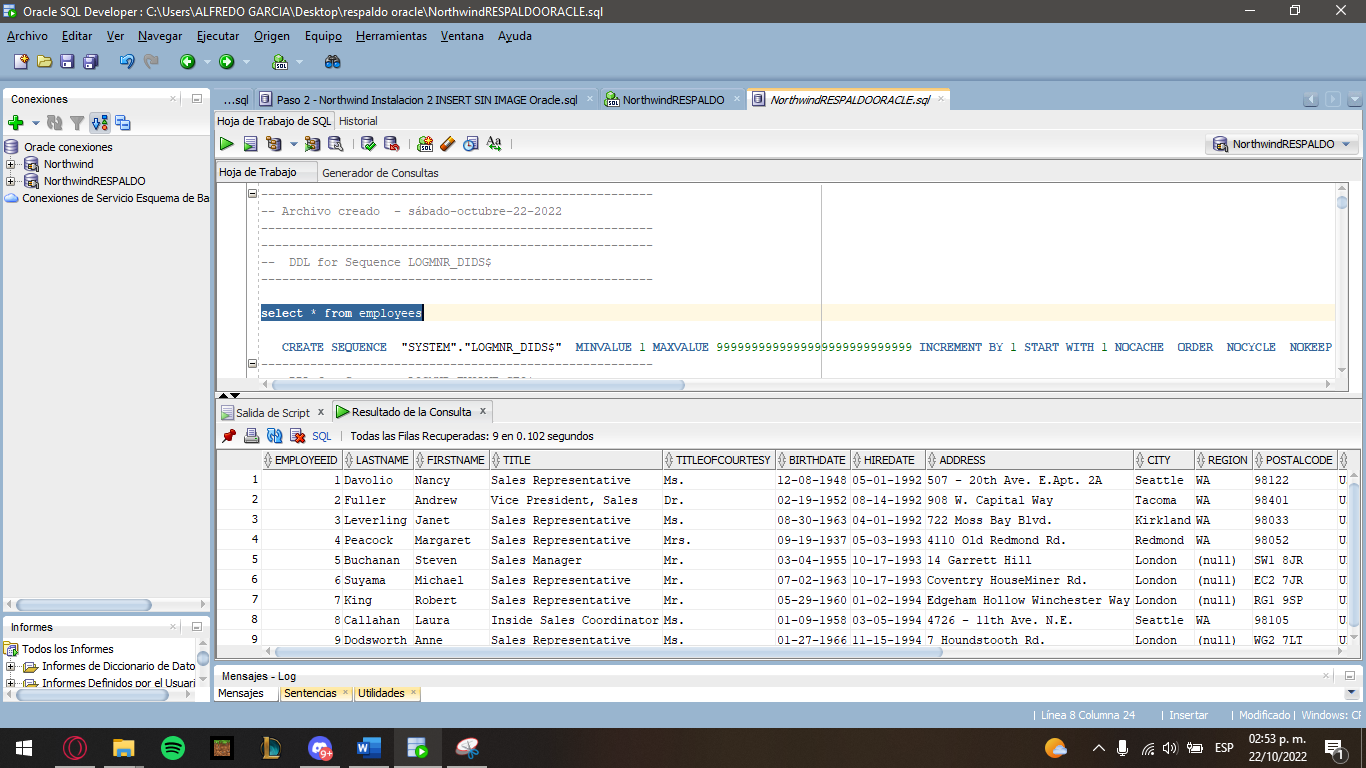 Oracle SQL Developer : C:\Users\ALFREDO GARCIA\Desktop\respaldo oracle\NorthwindRESPALDOORACLE.sql
Archivo Editar Ver Navegar Ejecutar Origen Equipo Herramientas Ventana Ayuda
Conexiones
...sql Paso 2 - Northwind Instalacion 2 INSERT SIN IMAGE Oracle.sql NorthwindRESPALDO NorthwindRESPALDOORACLE.sql
Hoja de Trabajo de SQL Historial
Oracle conexiones
Northwind
NorthwindRESPALDO
Conexiones de Servicio Esquema de Ba
NorthwindRESPALDO
Hoja de Trabajo Generador de Consultas
--------------------------------------------------------
-- Archivo creado  - sábado-octubre-22-2022
--------------------------------------------------------
--------------------------------------------------------
--  DDL for Sequence LOGMNR_DIDS$
--------------------------------------------------------
select * from employees
CREATE SEQUENCE  "SYSTEM"."LOGMNR_DIDS$"  MINVALUE 1 MAXVALUE 9999999999999999999999999999 INCREMENT BY 1 START WITH 1 NOCACHE  ORDER  NOCYCLE  NOKEEP
--------------------------------------------------------
Salida de Script x Resultado de la Consulta x
SQL | Todas las Filas Recuperadas: 9 en 0.102 segundos
EMPLOYEEID LASTNAME FIRSTNAME TITLE TITLEOFCOURTESY BIRTHDATE HIREDATE ADDRESS CITY REGION POSTALCODE
1 1 Davolio Nancy Sales Representative Ms. 12-08-1948 05-01-1992 507 - 20th Ave. E.Apt. 2A Seattle WA 98122 U
2 2 Fuller Andrew Vice President, Sales Dr. 02-19-1952 08-14-1992 908 W. Capital Way Tacoma WA 98401 U
3 3 Leverling Janet Sales Representative Ms. 08-30-1963 04-01-1992 722 Moss Bay Blvd. Kirkland WA 98033 U
4 4 Peacock Margaret Sales Representative Mrs. 09-19-1937 05-03-1993 4110 Old Redmond Rd. Redmond WA 98052 U
5 5 Buchanan Steven Sales Manager Mr. 03-04-1955 10-17-1993 14 Garrett Hill London (null) SW1 8JR U
6 6 Suyama Michael Sales Representative Mr. 07-02-1963 10-17-1993 Coventry HouseMiner Rd. London (null) EC2 7JR U
7 7 King Robert Sales Representative Mr. 05-29-1960 01-02-1994 Edgeham Hollow Winchester Way London (null) RG1 9SP U
8 8 Callahan Laura Inside Sales Coordinator Ms. 01-09-1958 03-05-1994 4726 - 11th Ave. N.E. Seattle WA 98105 U
9 9 Dodsworth Anne Sales Representative Ms. 01-27-1966 11-15-1994 7 Houndstooth Rd. London (null) WG2 7LT U
Informes
Todos los Informes
Informes de Diccionario de Dato
Informes Definidos por el Usuari
Mensajes - Log
Mensajes Sentencias Utilidades
Línea 8 Columna 24 | Insertar | Modificado | Windows: CF
9+
ESP
02:53 p. m.
22/10/2022
1